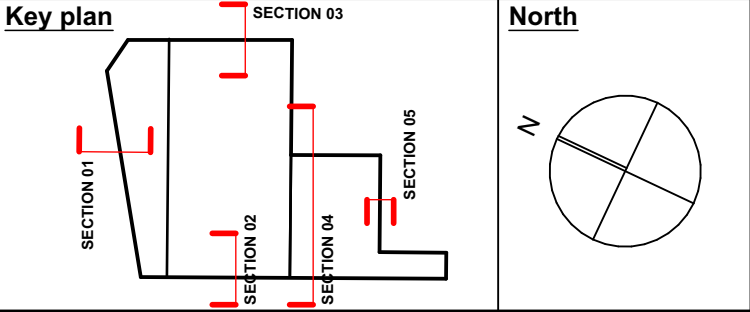 Key plan
SECTION 03
North
N
SECTION 01
SECTION 02
SECTION 04
SECTION 05